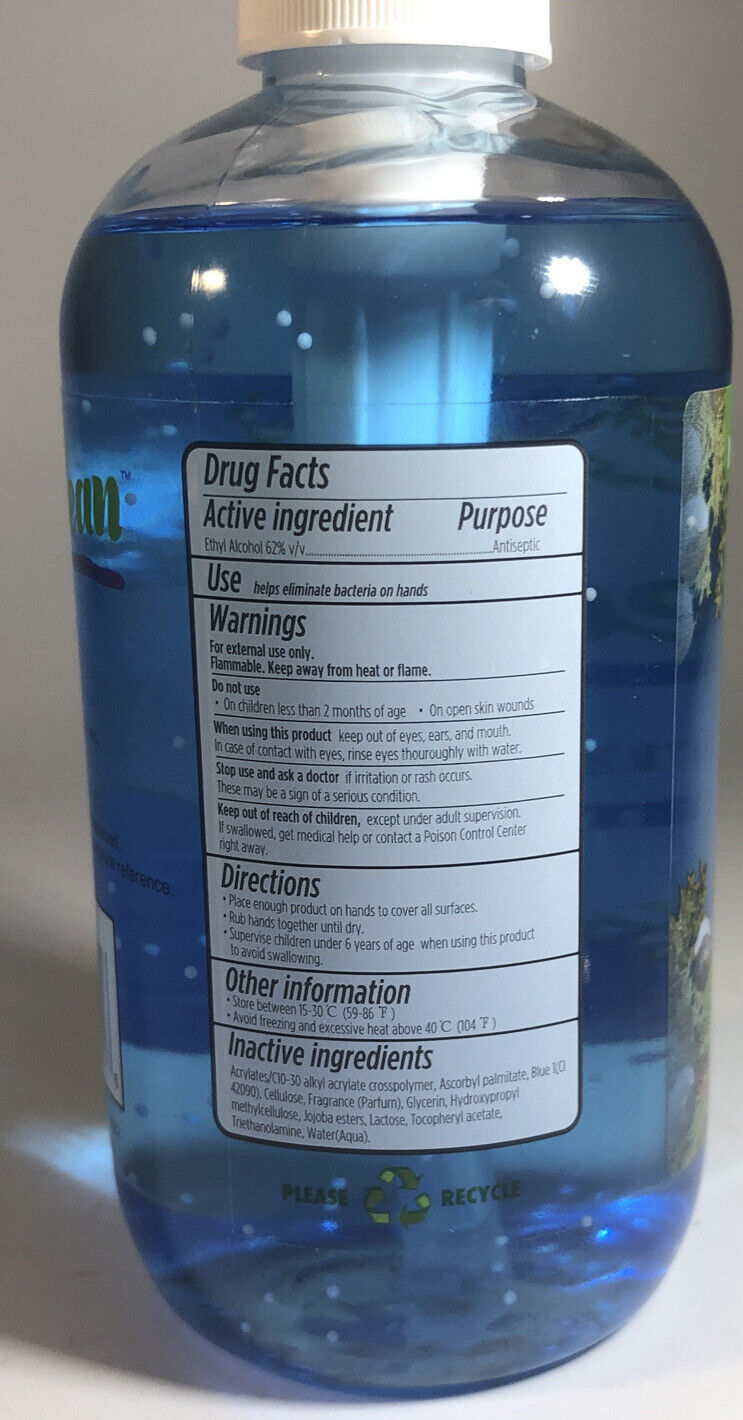 Drug Facts
Active ingredient Purpose
Ethyl Alcohol 62% v/v..........Antiseptic
Use helps eliminate bacteria on hands
Warnings
For external use only.
Flammable. Keep away from heat or flame.
Do not use
• On children less than 2 months of age • On open skin wounds
When using this product keep out of eyes, ears, and mouth.
In case of contact with eyes, rinse eyes thouroughly with water.
Stop use and ask a doctor if irritation or rash occurs.
These may be a sign of a serious condition.
Keep out of reach of children, except under adult supervision.
If swallowed, get medical help or contact a Poison Control Center
right away.
Directions
• Place enough product on hands to cover all surfaces.
• Rub hands together until dry.
• Supervise children under 6 years of age when using this product
to avoid swallowing.
Other information
• Store between 15-30℃ (59-86℉)
• Avoid freezing and excessive heat above 40℃ (104℉)
Inactive ingredients
Acrylates/C10-30 alkyl acrylate crosspolymer, Ascorbyl palmitate, Blue 1(CI
42090), Cellulose, Fragrance (Parfum), Glycerin, Hydroxypropyl
methylcellulose, Jojoba esters, Lactose, Tocopheryl acetate,
Triethanolamine, Water(Aqua).
PLEASE RECYCLE
reference.